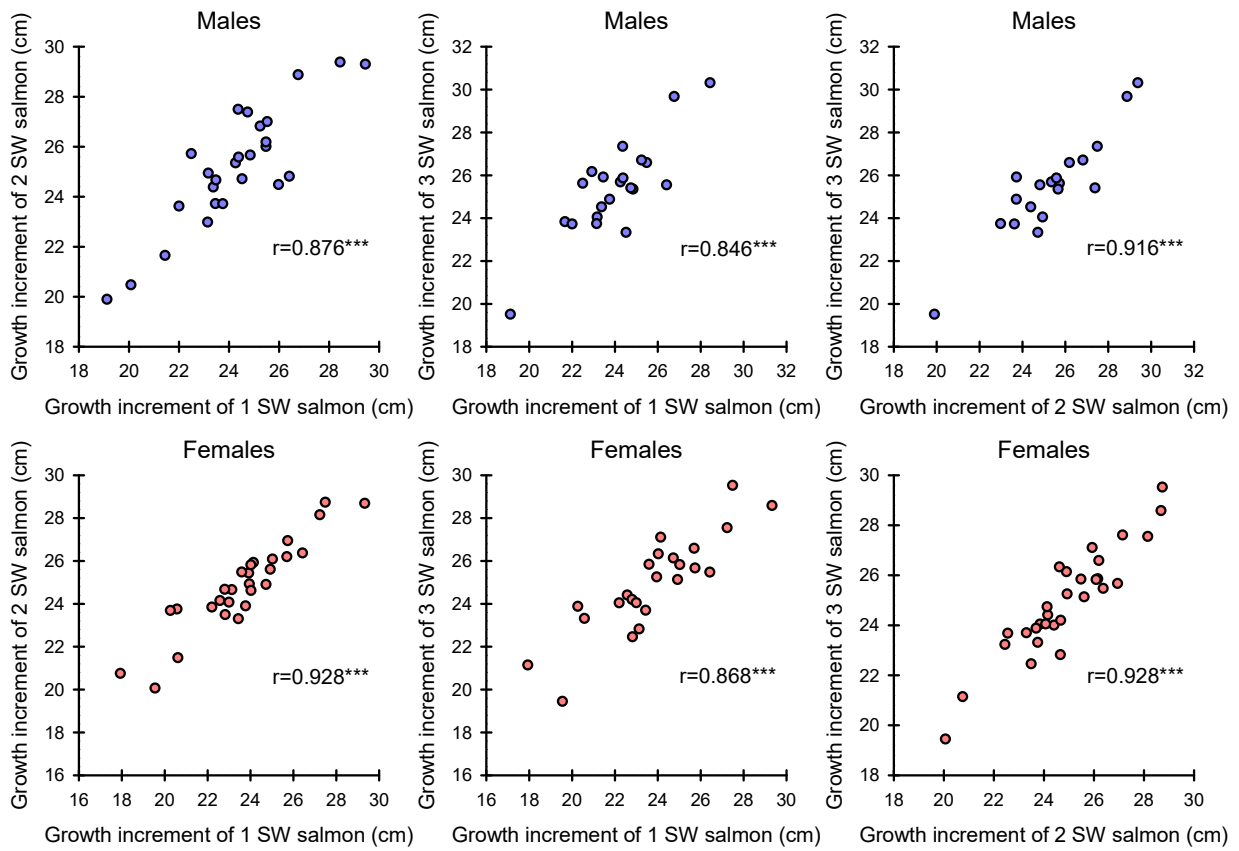 Males
Growth increment of 2 SW salmon (cm)
30
28
26
24
22
20
18
r=0.876***
18 20 22 24 26 28 30
Growth increment of 1 SW salmon (cm)
Males
Growth increment of 3 SW salmon (cm)
32
30
28
26
24
22
20
18
r=0.846***
18 20 22 24 26 28 30 32
Growth increment of 1 SW salmon (cm)
Males
Growth increment of 3 SW salmon (cm)
32
30
28
26
24
22
20
18
r=0.916***
18 20 22 24 26 28 30 32
Growth increment of 2 SW salmon (cm)
Females
Growth increment of 2 SW salmon (cm)
30
28
26
24
22
20
18
16
r=0.928***
16 18 20 22 24 26 28 30
Growth increment of 1 SW salmon (cm)
Females
Growth increment of 3 SW salmon (cm)
30
28
26
24
22
20
18
16
r=0.868***
16 18 20 22 24 26 28 30
Growth increment of 1 SW salmon (cm)
Females
Growth increment of 3 SW salmon (cm)
30
28
26
24
22
20
18
r=0.928***
18 20 22 24 26 28 30
Growth increment of 2 SW salmon (cm)